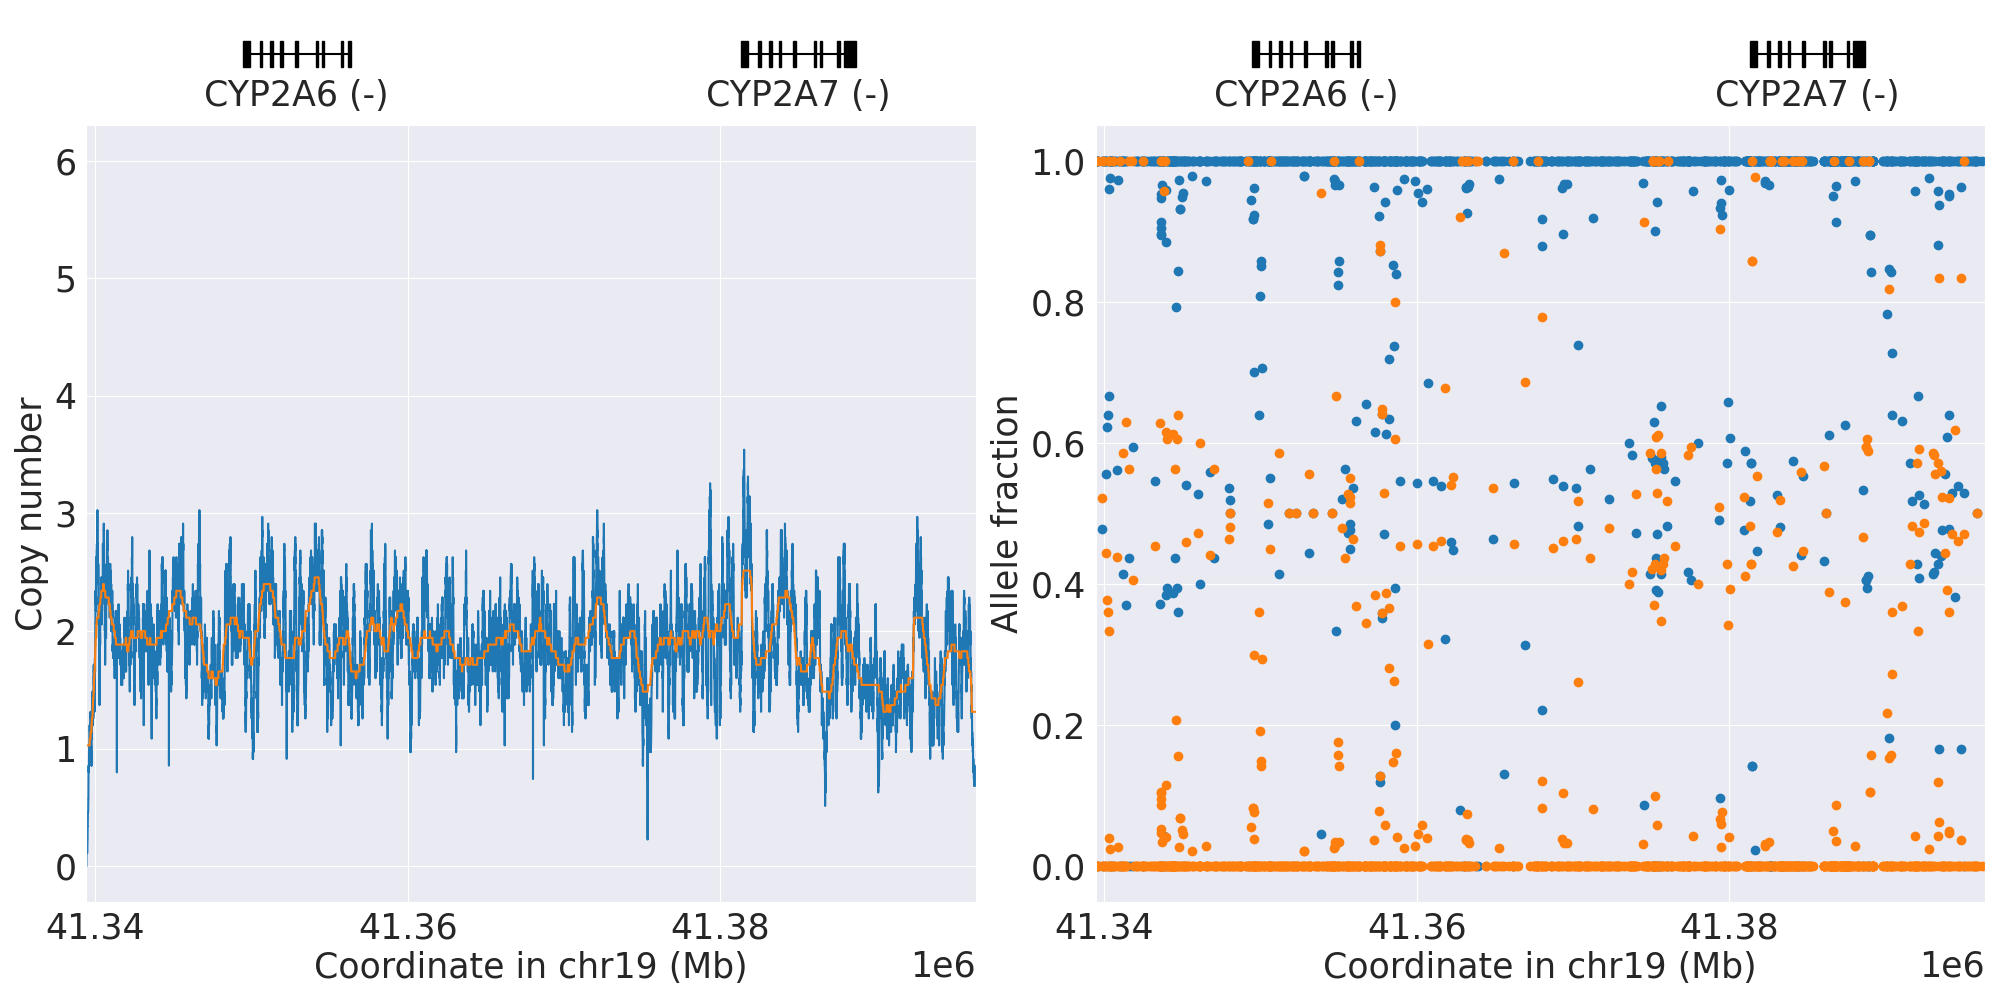 CYP2A6 (-) CYP2A7 (-)
6
5
4
3
2
1
0
Copy number
41.34 41.36 41.38
Coordinate in chr19 (Mb) 1e6
CYP2A6 (-) CYP2A7 (-)
1.0
0.8
0.6
0.4
0.2
0.0
Allele fraction
41.34 41.36 41.38
Coordinate in chr19 (Mb) 1e6